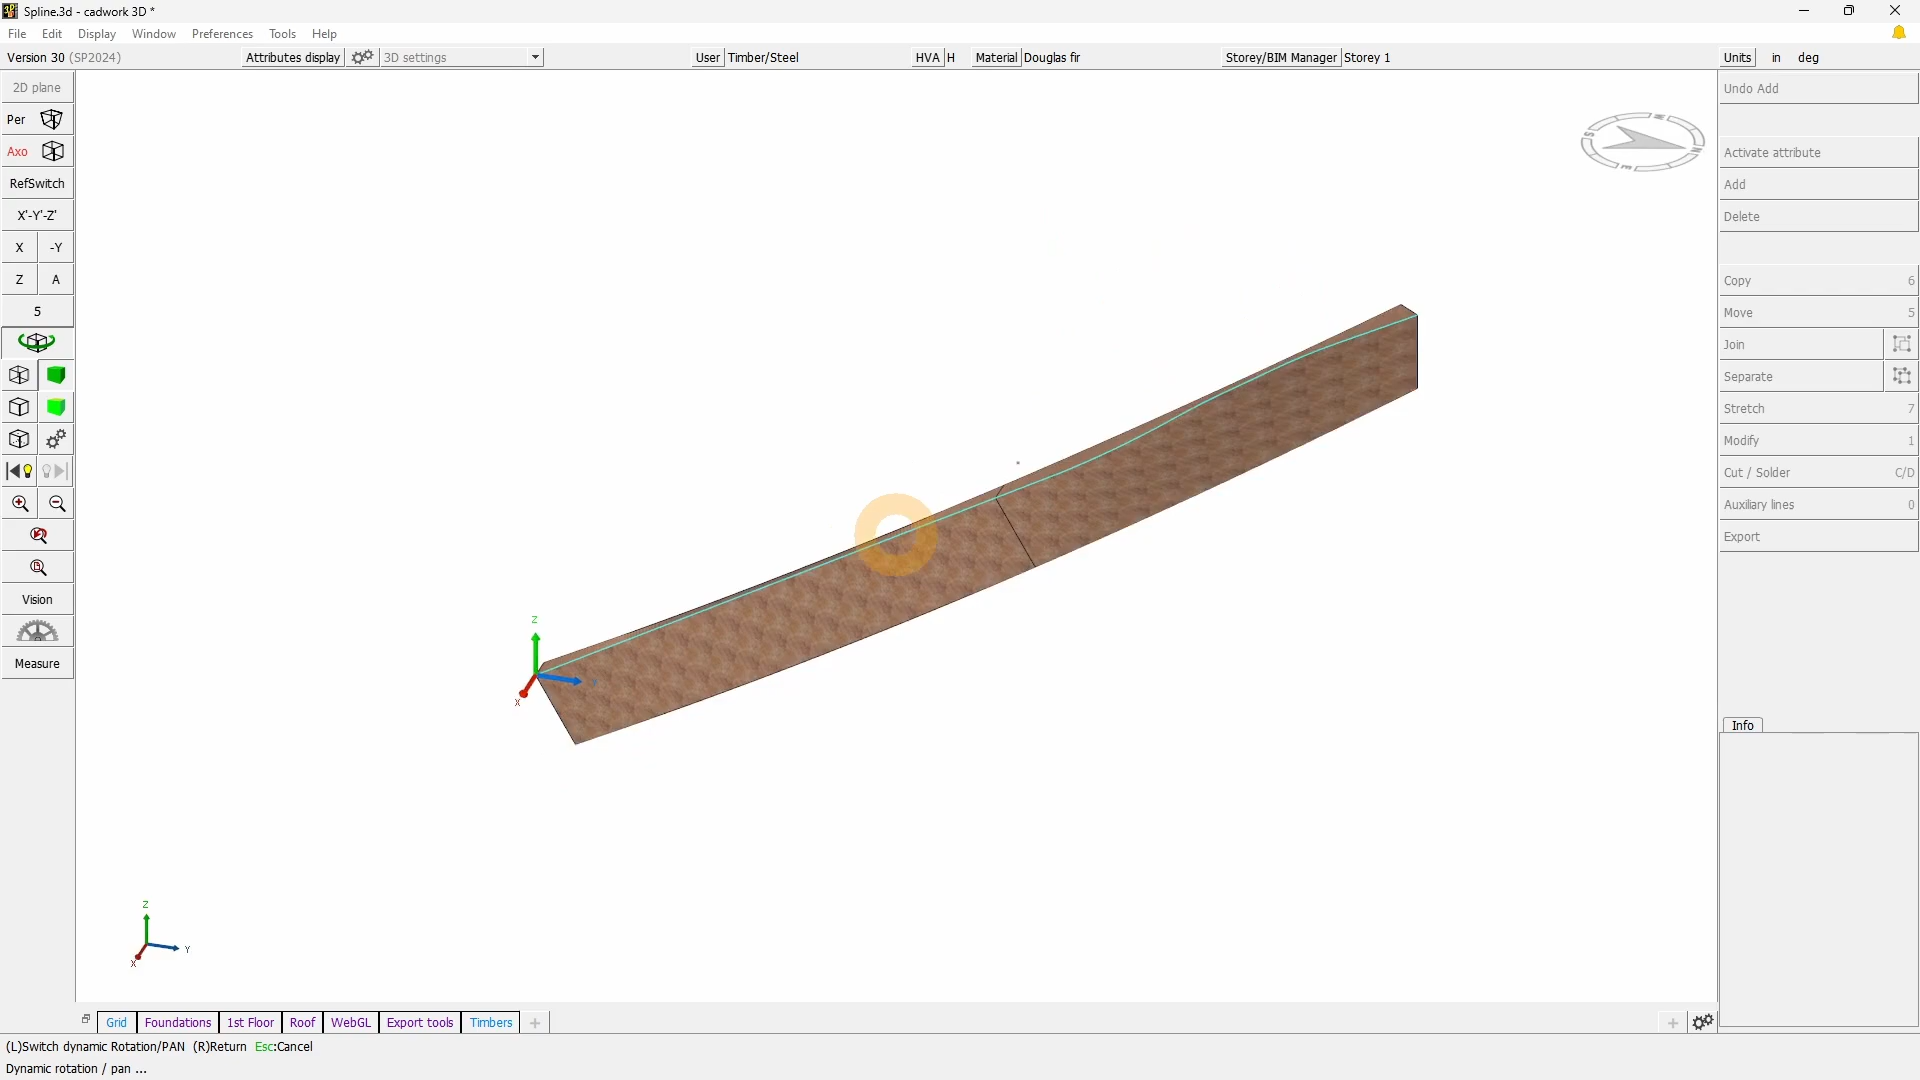 Spline.3d - cadwork 3D *
File Edit Display Window Preferences Tools Help
Version 30 (SP2024) Attributes display 3D settings User Timber/Steel HVA H Material Douglas fir Storey/BIM Manager Storey 1 Units in deg
2D plane
Per
Axo
RefSwitch
X'-Y'-Z'
X -Y
Z A
5
Vision
Measure
Undo Add
Activate attribute
Add
Delete
Copy 6
Move 5
Join
Separate
Stretch 7
Modify 1
Cut / Solder C/D
Auxiliary lines 0
Export
Info
Z
X
Z
Y
X
Grid Foundations 1st Floor Roof WebGL Export tools Timbers
(L)Switch dynamic Rotation/PAN (R)Return Esc:Cancel
Dynamic rotation / pan ...